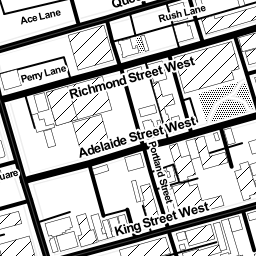 Ace Lane
Rush Lane
Perry Lane
Richmond Street West
Adelaide Street West
Portland Street
King Street West